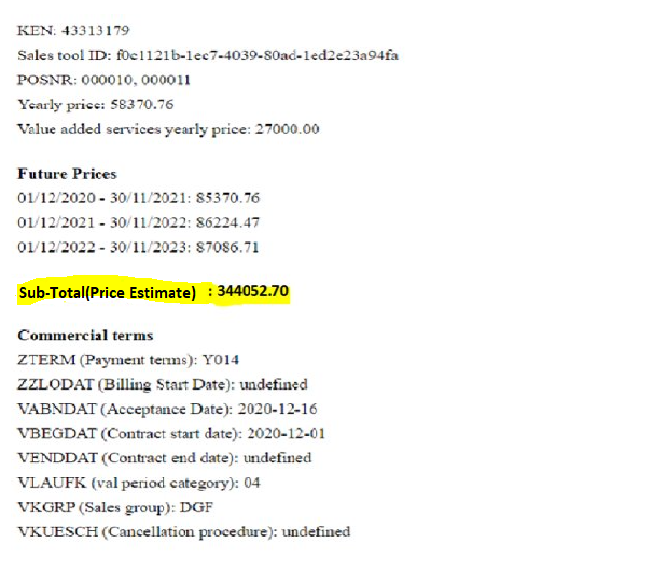 KEN: 43313179
Sales tool ID: f0c1121b-1ec7-4039-80ad-1ed2e23a94fa
POSNR: 000010, 000011
Yearly price: 58370.76
Value added services yearly price: 27000.00
Future Prices
01/12/2020 - 30/11/2021: 85370.76
01/12/2021 - 30/11/2022: 86224.47
01/12/2022 - 30/11/2023: 87086.71
Sub-Total(Price Estimate) : 344052.70
Commercial terms
ZTERM (Payment terms): Y014
ZZLODAT (Billing Start Date): undefined
VABNDAT (Acceptance Date): 2020-12-16
VBEGDAT (Contract start date): 2020-12-01
VENDDAT (Contract end date): undefined
VLAUFK (val period category): 04
VKGRP (Sales group): DGF
VKUESCH (Cancellation procedure): undefined